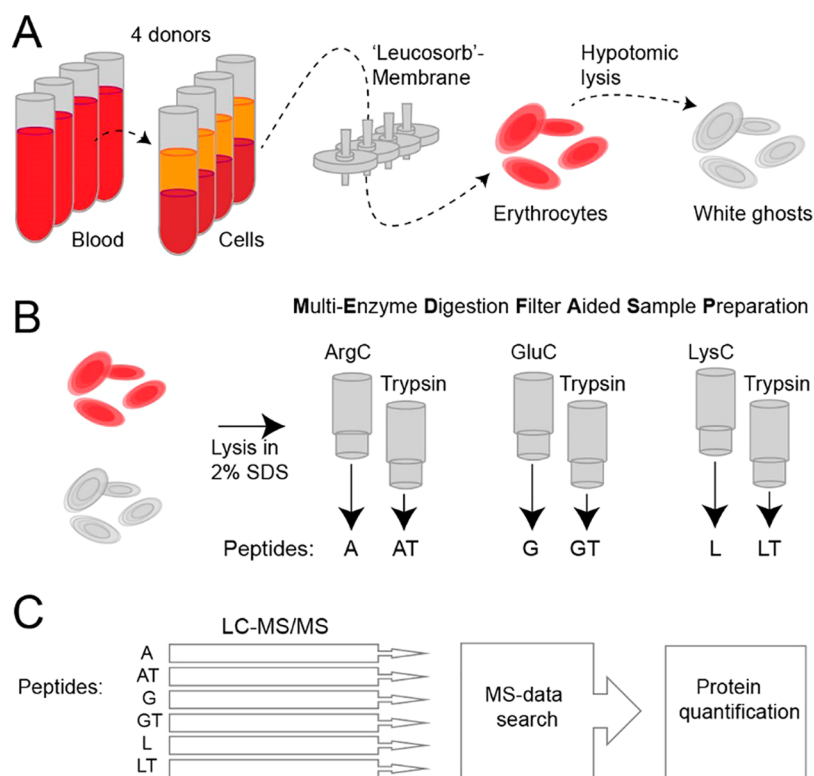 A
4 donors
'Leucosorb'-
Membrane
Hypotomic
lysis
Blood
Cells
Erythrocytes
White ghosts
B
Multi-Enzyme Digestion Filter Aided Sample Preparation
ArgC
Trypsin
GluC
Trypsin
LysC
Trypsin
Lysis in
2% SDS
Peptides: A AT G GT L LT
C
LC-MS/MS
Peptides:
A
AT
G
GT
L
LT
MS-data
search
Protein
quantification